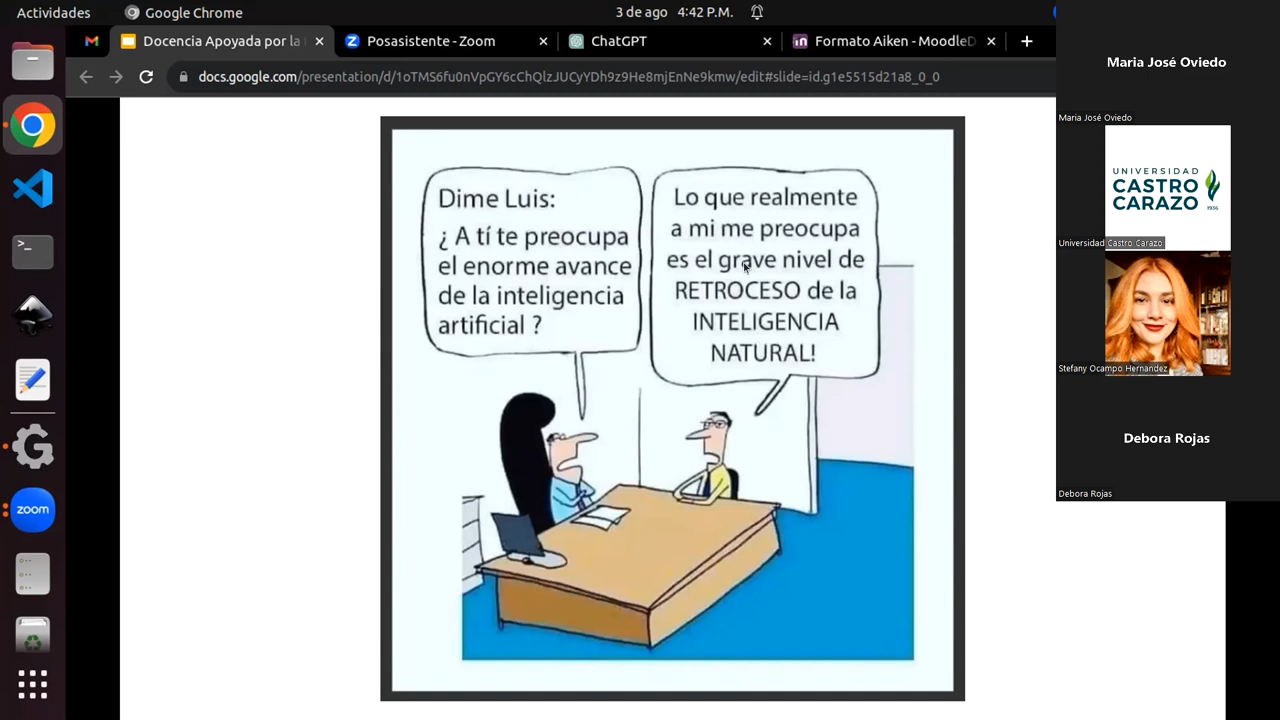 Actividades
Google Chrome
3 de ago 4:42 P.M.
Docencia Apoyada por la
Posasistente - Zoom
ChatGPT
Formato Aiken - MoodleD
docs.google.com/presentation/d/1oTMS6fu0nVpGY6cChQlzJUCyYDh9z9He8mjEnNe9kmw/edit#slide=id.g1e5515d21a8_0_0
Dime Luis:
¿ A tí te preocupa
el enorme avance
de la inteligencia
artificial ?
Lo que realmente
a mi me preocupa
es el grave nivel de
RETROCESO de la
INTELIGENCIA
NATURAL!
zoom
Maria José Oviedo
Maria José Oviedo
UNIVERSIDAD
CASTRO
CARAZO
1936
Universidad Castro Carazo
Stefany Ocampo Hernandez
Debora Rojas
Debora Rojas